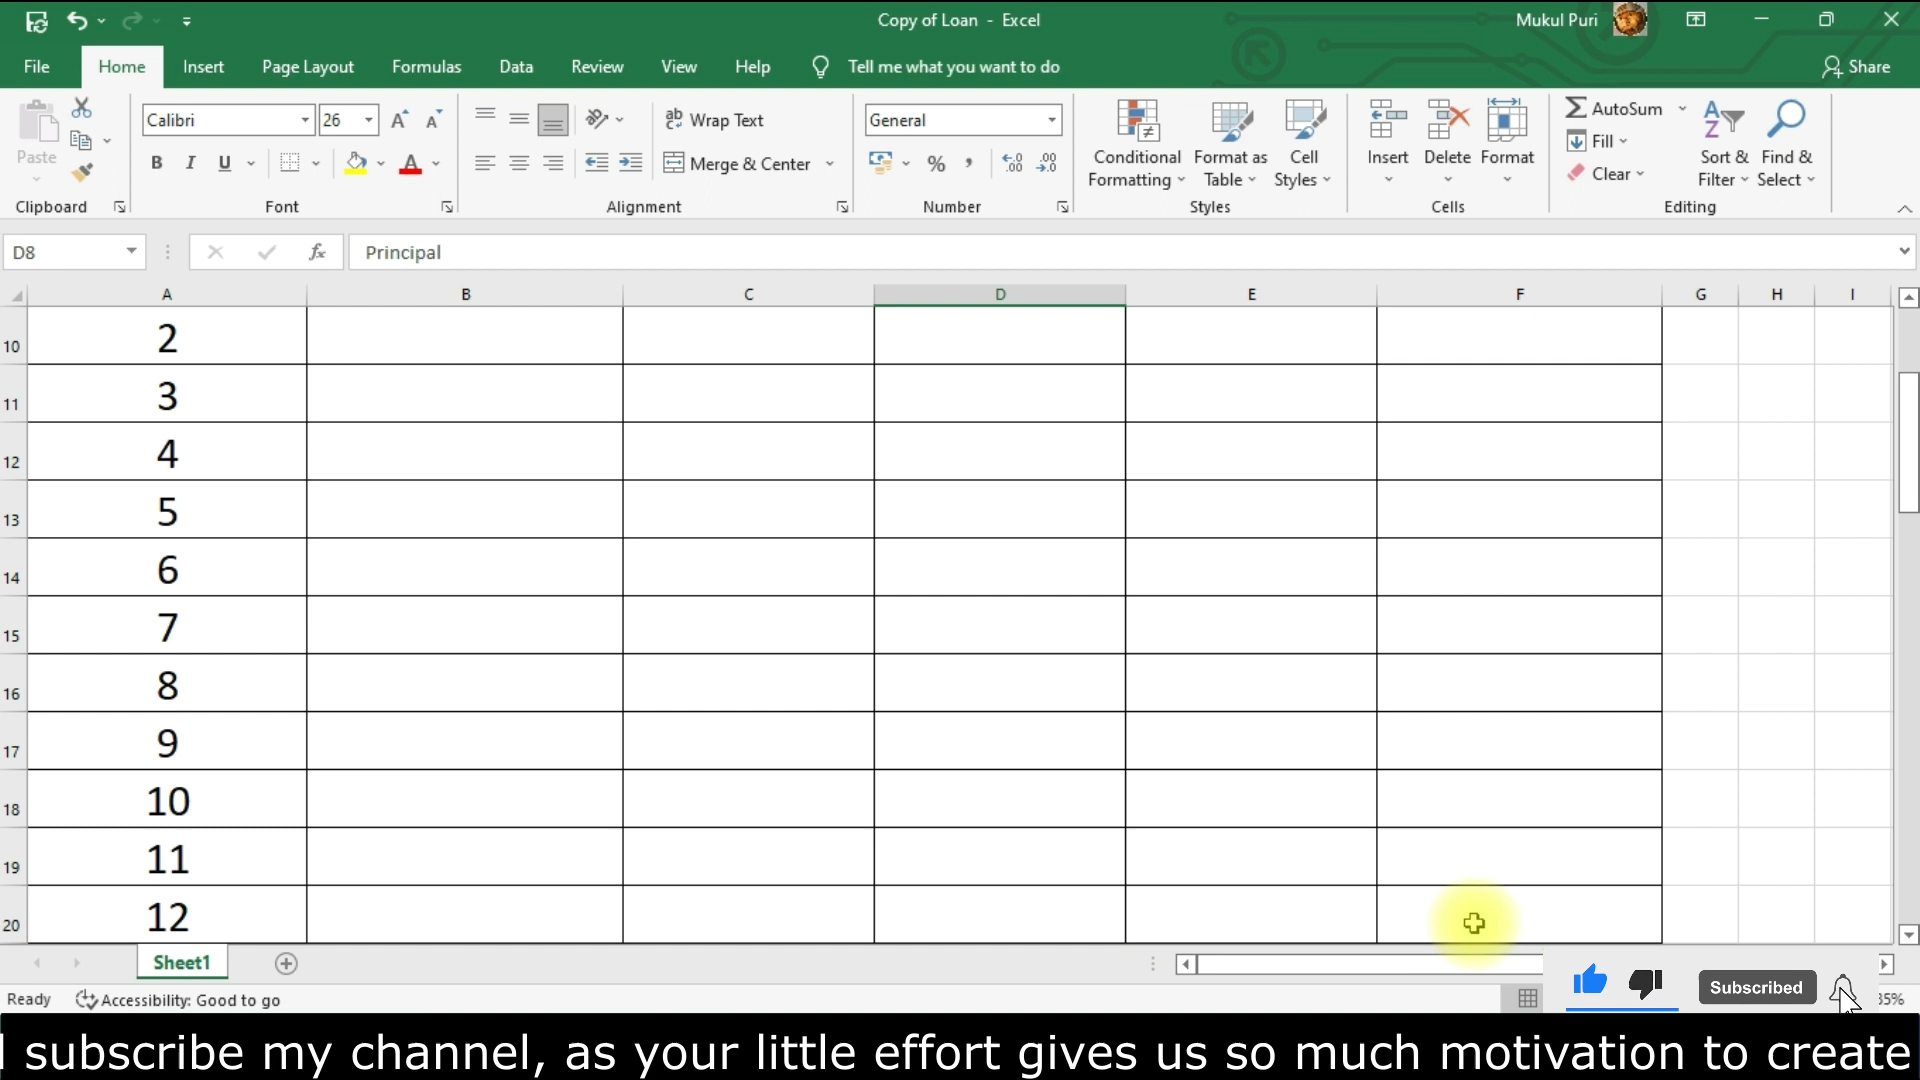 Copy of Loan - Excel
Mukul Puri
File Home Insert Page Layout Formulas Data Review View Help Tell me what you want to do Share
Calibri 26 Wrap Text General AutoSum
Paste B I U Merge & Center % Conditional Formatting Format as Table Cell Styles Insert Delete Format Fill Clear Sort & Filter Find & Select
Clipboard Font Alignment Number Styles Cells Editing
D8 fx Principal
A B C D E F G H I
10 2
11 3
12 4
13 5
14 6
15 7
16 8
17 9
18 10
19 11
20 12
Sheet1
Ready Accessibility: Good to go Subscribed 35%
subscribe my channel, as your little effort gives us so much motivation to create